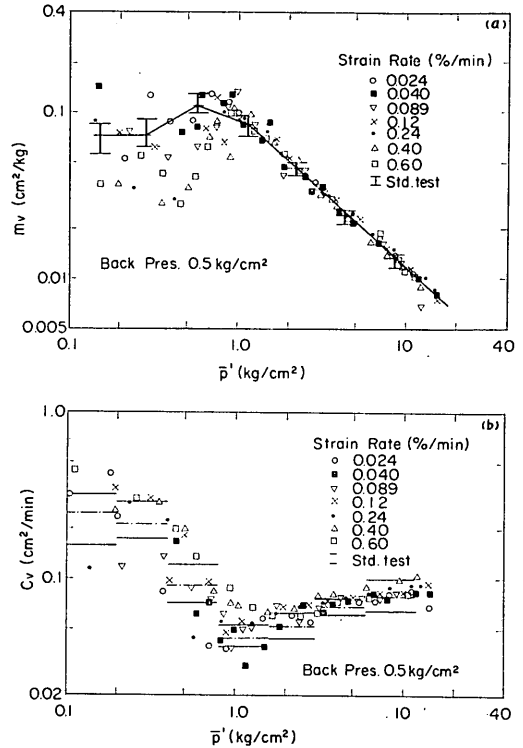 (a)
0.4
Strain Rate (%/min)
0.024
0.040
0.089
0.12
0.24
0.40
0.60
Std. test
0.1
mv (cm²/kg)
Back Pres. 0.5 kg/cm²
0.01
0.005
0.1
1.0
10
40
p̄' (kg/cm²)
(b)
1.0
Strain Rate (%/min)
0.024
0.040
0.089
0.12
0.24
0.40
0.60
Std. test
Cv (cm²/min)
0.1
Back Pres. 0.5 kg/cm²
0.02
0.1
1.0
10
40
p̄' (kg/cm²)